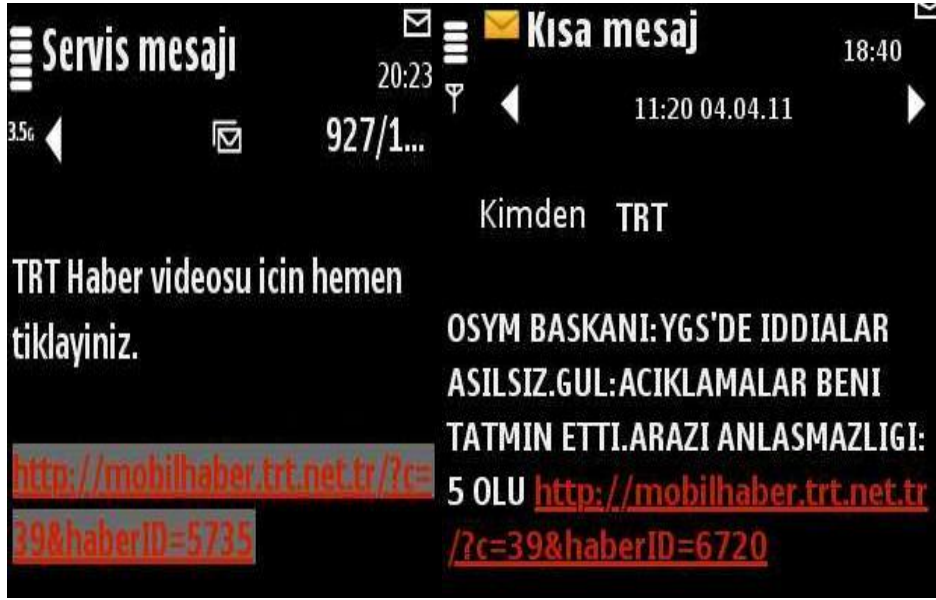 Servis mesajı
20:23
3.5G
927/1...
TRT Haber videosu icin hemen
tiklayiniz.
http://mobilhaber.trt.net.tr/?c=
39&haberID=5735
Kısa mesaj
18:40
11:20 04.04.11
Kimden TRT
OSYM BASKANI:YGS'DE IDDIALAR
ASILSIZ.GUL:ACIKLAMALAR BENI
TATMIN ETTI.ARAZI ANLASMAZLIGI:
5 OLU http://mobilhaber.trt.net.tr
/?c=39&haberID=6720